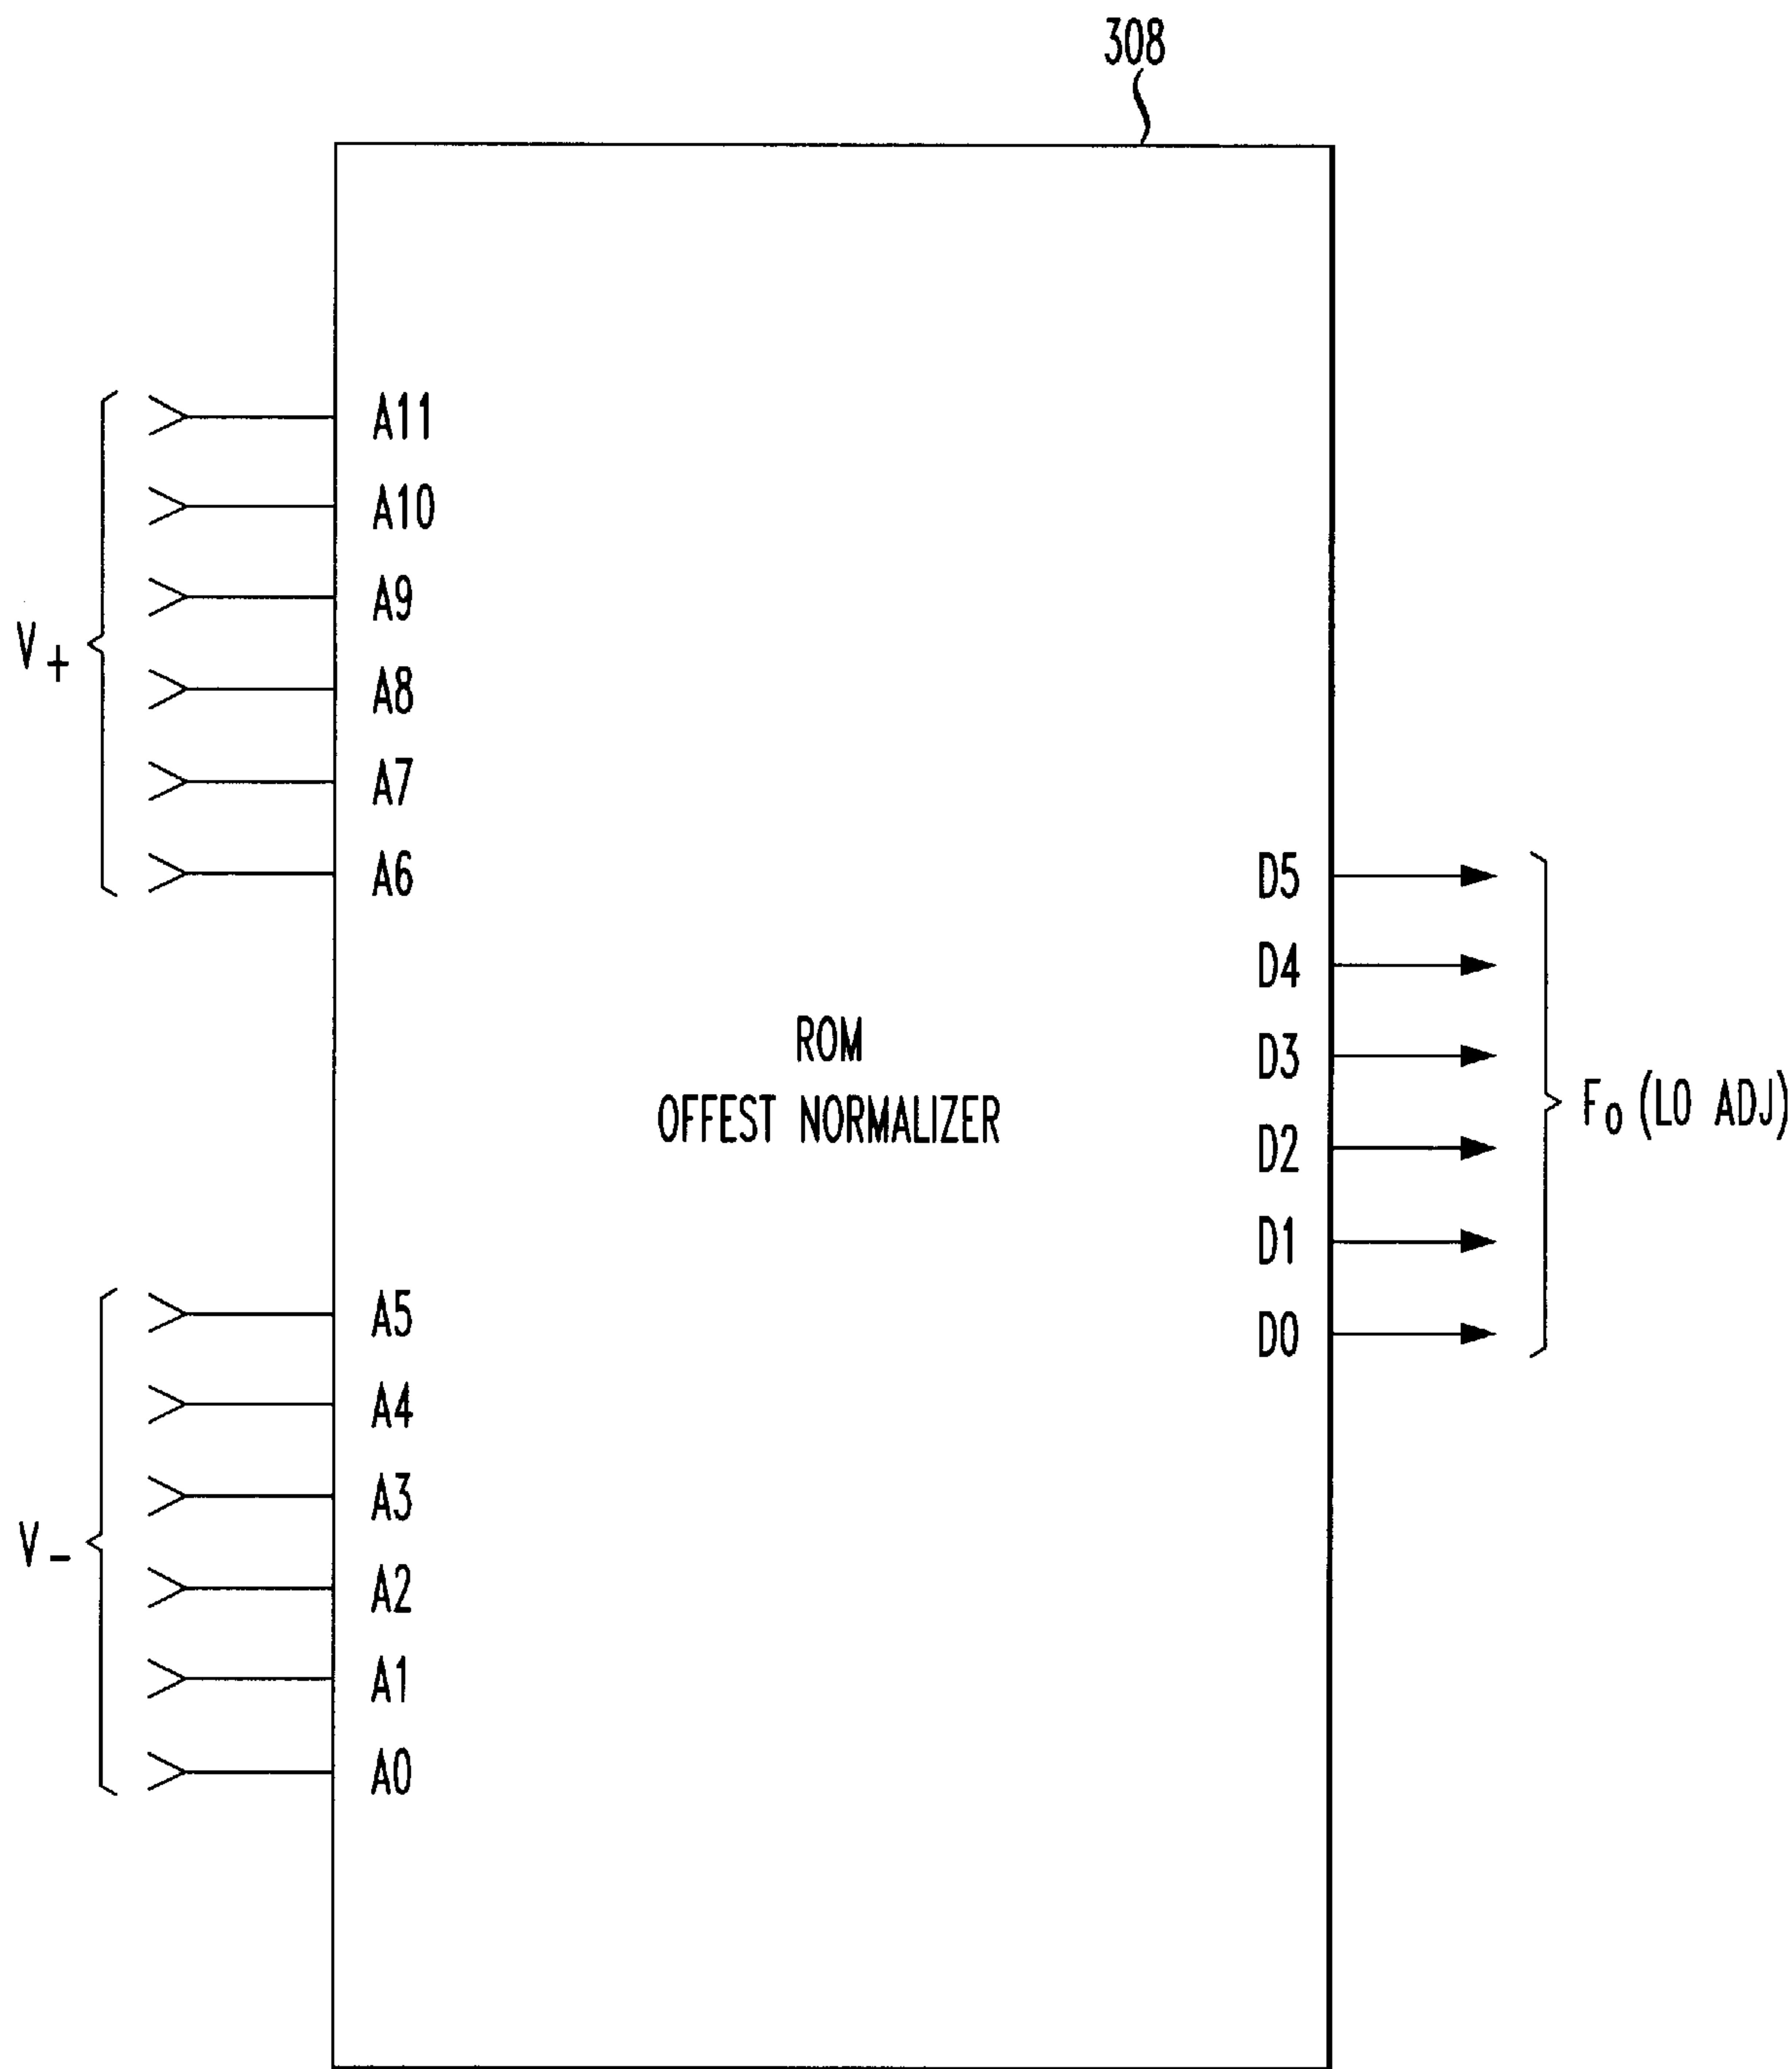 308
V+
A11
A10
A9
A8
A7
A6
V-
A5
A4
A3
A2
A1
A0
ROM
OFFEST NORMALIZER
D5
D4
D3
D2
D1
D0
F0 (LO ADJ)